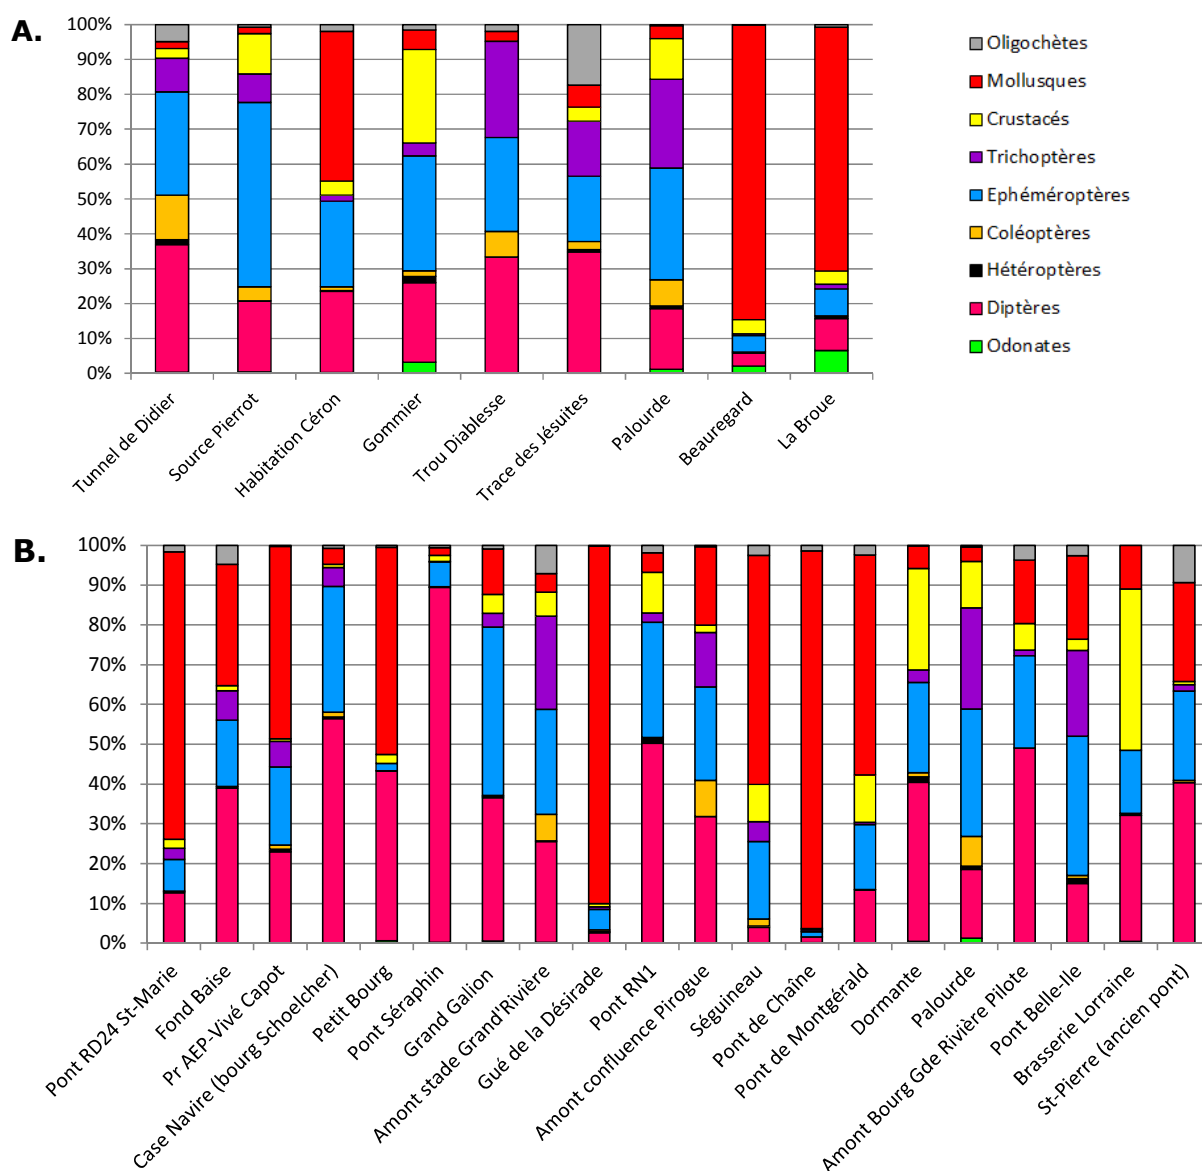 A.
100%
90%
80%
70%
60%
50%
40%
30%
20%
10%
0%
Tunnel de Didier
Source Pierrot
Habitation Céron
Gommier
Trou Diablesse
Trace des Jésuites
Palourde
Beauregard
La Broue
Oligochètes
Mollusques
Crustacés
Trichoptères
Ephéméroptères
Coléoptères
Hétéroptères
Diptères
Odonates
B.
100%
90%
80%
70%
60%
50%
40%
30%
20%
10%
0%
Pont RD24 St-Marie
Fond Baise
Pr AEP-Vivé Capot
Case Navire (bourg Schoelcher)
Petit Bourg
Pont Séraphin
Grand Galion
Amont stade Grand'Rivière
Gué de la Désirade
Pont RN1
Amont confluence Pirogue
Séguineau
Pont de Chaîne
Pont de Montgérald
Dormante
Palourde
Amont Bourg Gde Rivière Pilote
Pont Belle-Ile
Brasserie Lorraine
St-Pierre (ancien pont)